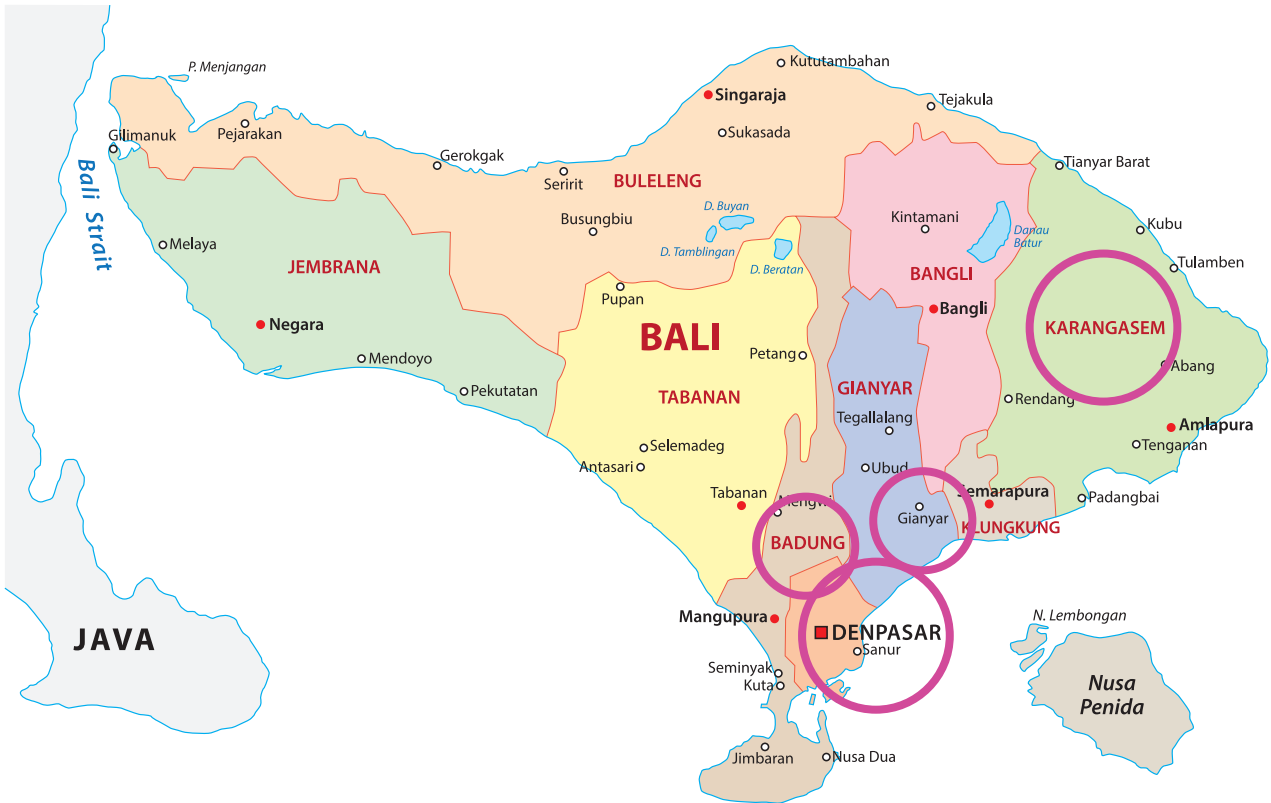 P. Menjangan
Kututambahan
Singaraja
Tejakula
Gilimanuk
Pejarakan
Sukasada
Gerokgak
Tianyar Barat
Bali Strait
Seririt
BULELENG
D. Buyan
Kintamani
Busungbiu
Kubu
Melaya
D. Tamblingan
Danau
Batur
JEMBRANA
D. Beratan
BANGLI
Tulamben
Pupan
Bangli
Negara
BALI
KARANGASEM
Mendoyo
Petang
Abang
Pekutatan
TABANAN
GIANYAR
Rendang
Tegallalang
Amlapura
Selemadeg
Tenganan
Antasari
Ubud
Tabanan
Mengwi
Semarapura
Padangbai
Gianyar
KLUNGKUNG
BADUNG
Mangupura
N. Lembongan
JAVA
DENPASAR
Sanur
Seminyak
Kuta
Nusa
Penida
Jimbaran
Nusa Dua